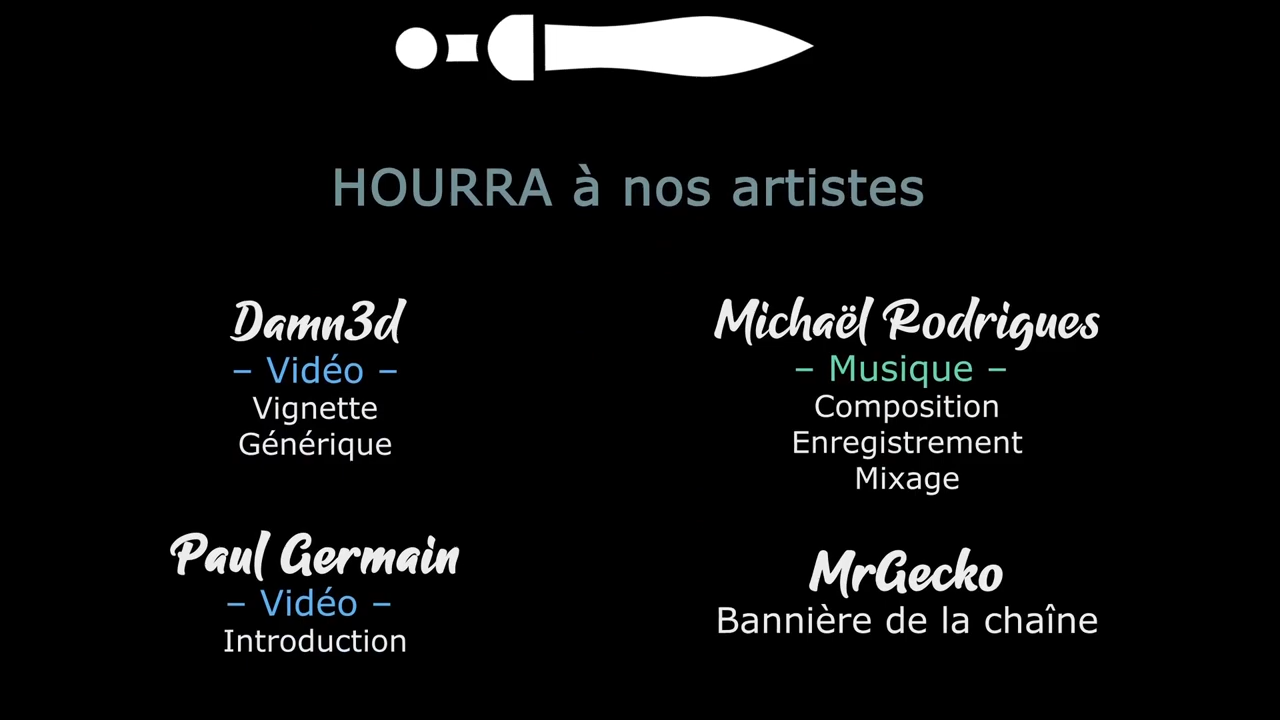 HOURRA à nos artistes
Damn3d
– Vidéo –
Vignette
Générique
Michaël Rodrigues
– Musique –
Composition
Enregistrement
Mixage
Paul Germain
– Vidéo –
Introduction
MrGecko
Bannière de la chaîne